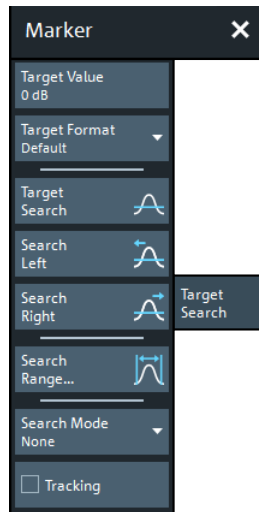 Marker
Target Value
0 dB
Target Format
Default
Target
Search
Search
Left
Search
Right
Target
Search
Search
Range...
Search Mode
None
Tracking